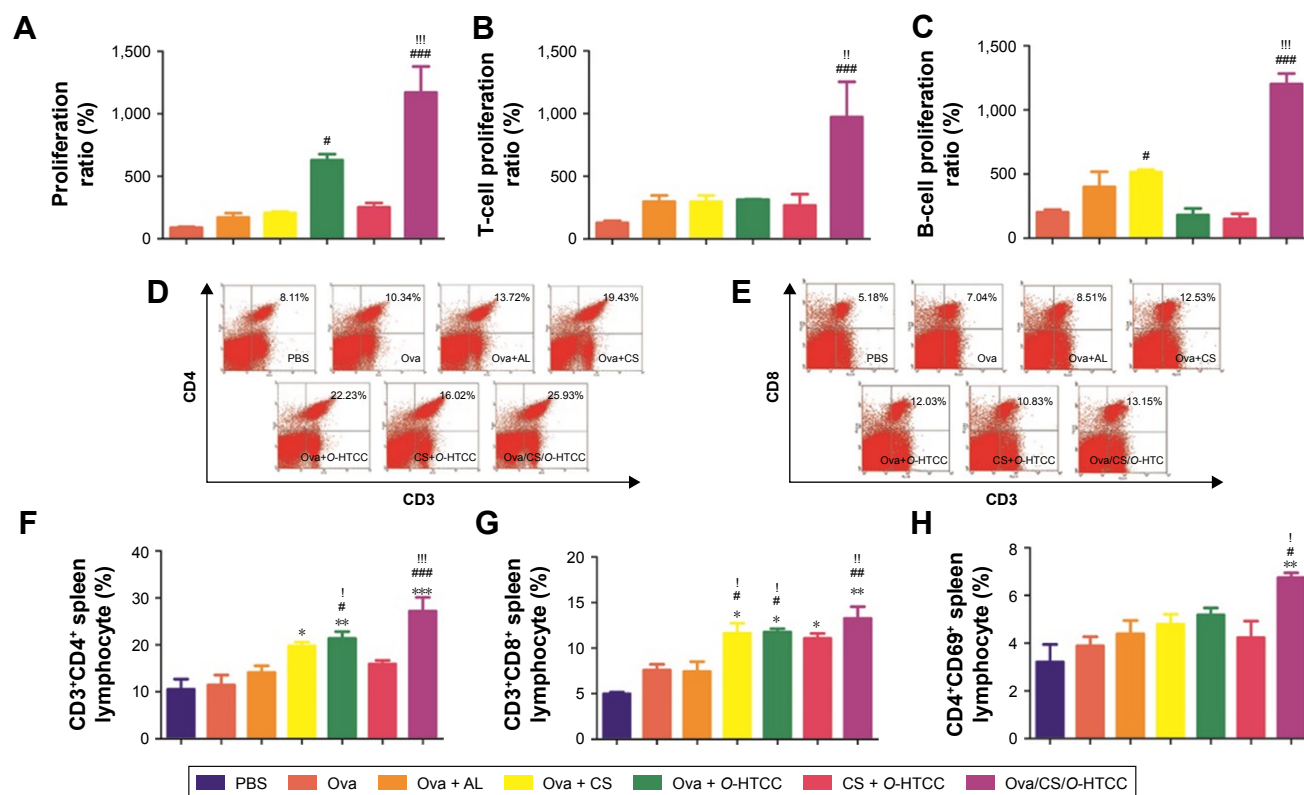 A
Proliferation
ratio (%)
1,500
1,000
500
0
#
!!!
###
B
T-cell proliferation
ratio (%)
1,500
1,000
500
0
!!
###
C
B-cell proliferation
ratio (%)
1,500
1,000
500
0
#
!!!
###
D
CD4
8.11%
PBS
10.34%
Ova
13.72%
Ova+AL
19.43%
Ova+CS
22.23%
Ova+O-HTCC
16.02%
CS+O-HTCC
25.93%
Ova/CS/O-HTCC
CD3
E
CD8
5.18%
PBS
7.04%
Ova
8.51%
Ova+AL
12.53%
Ova+CS
12.03%
Ova+O-HTCC
10.83%
CS+O-HTCC
13.15%
Ova/CS/O-HTC
CD3
F
CD3+CD4+ spleen
lymphocyte (%)
40
30
20
10
0
*
!
#
**
!!!
###
***
G
CD3+CD8+ spleen
lymphocyte (%)
20
15
10
5
0
!
#
*
!
#
*
*
!!
##
**
H
CD4+CD69+ spleen
lymphocyte (%)
8
6
4
2
0
!
#
**
PBS Ova Ova + AL Ova + CS Ova + O-HTCC CS + O-HTCC Ova/CS/O-HTCC